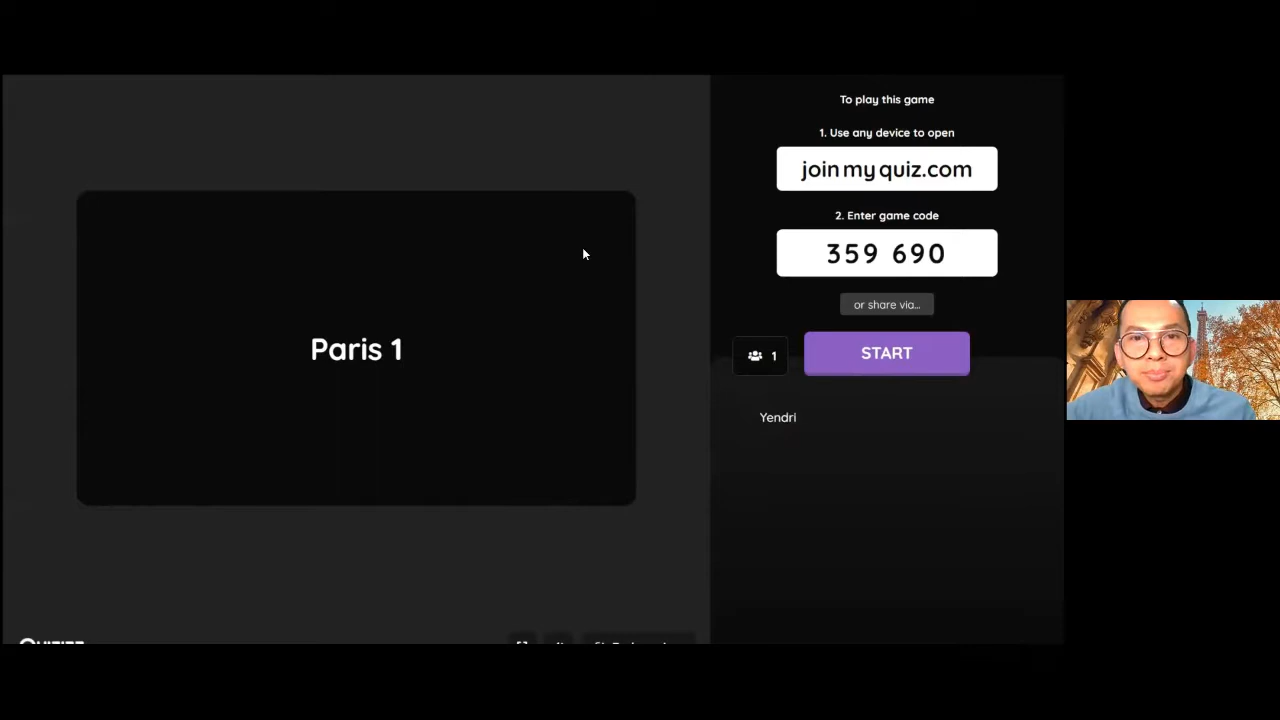 To play this game
1. Use any device to open
joinmyquiz.com
2. Enter game code
359 690
or share via...
1
START
Paris 1
Yendri